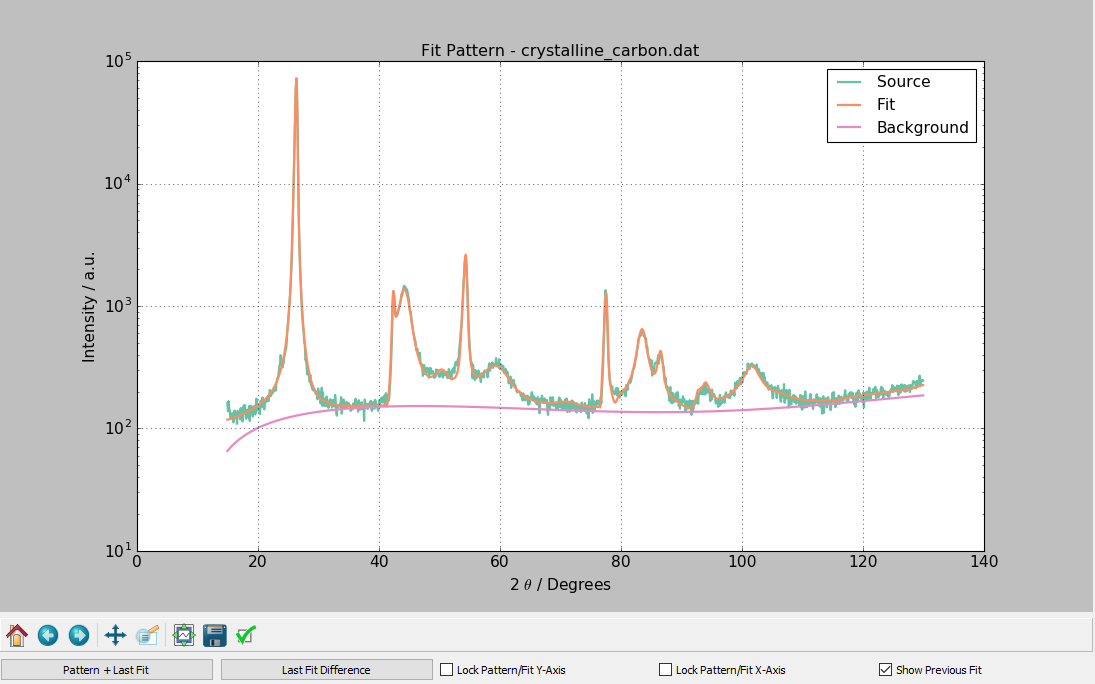 Fit Pattern - crystalline_carbon.dat
10^5
10^4
10^3
10^2
10^1
Intensity / a.u.
Source
Fit
Background
0 20 40 60 80 100 120 140
2 θ / Degrees
Pattern + Last Fit Last Fit Difference Lock Pattern/Fit Y-Axis Lock Pattern/Fit X-Axis Show Previous Fit